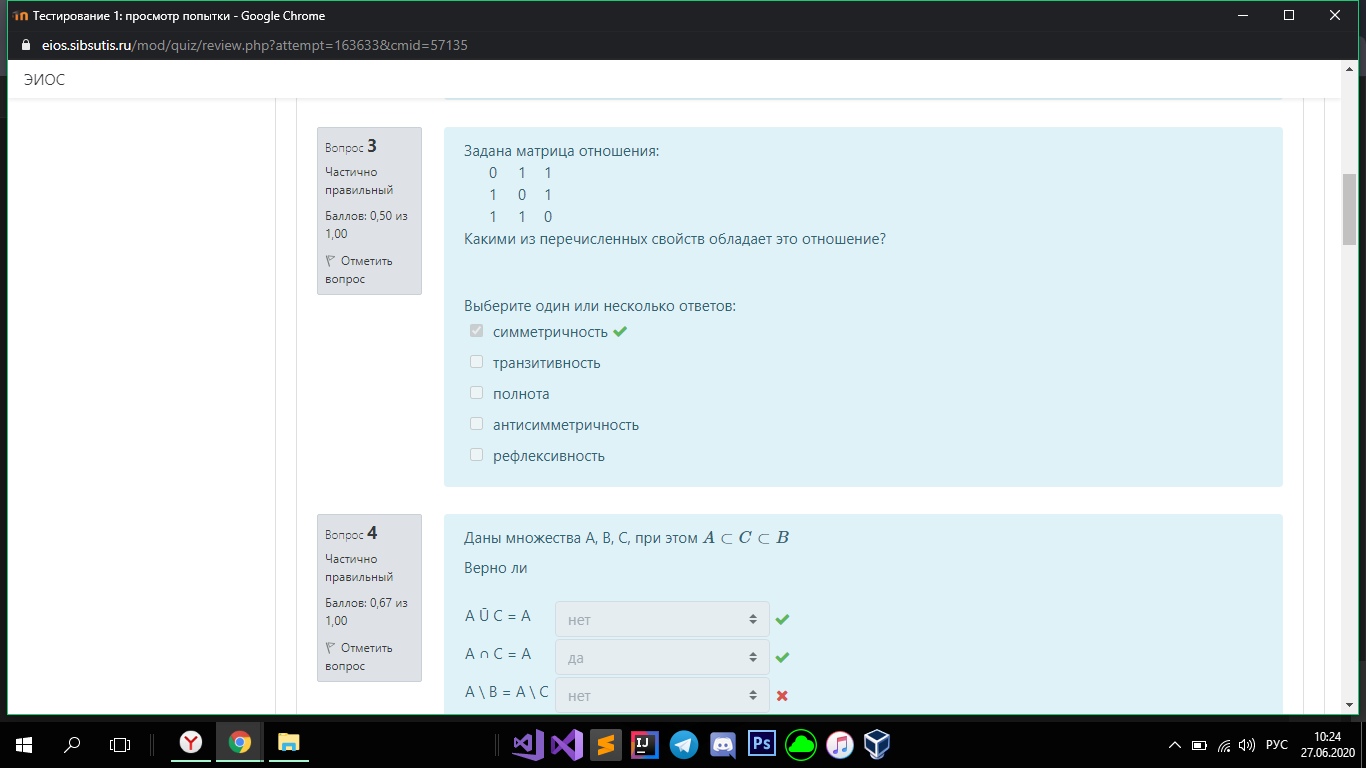 Тестирование 1: просмотр попытки - Google Chrome
eios.sibsutis.ru/mod/quiz/review.php?attempt=163633&cmid=57135
ЭИОС
Вопрос 3
Частично
правильный
Баллов: 0,50 из
1,00
Отметить
вопрос
Задана матрица отношения:
0 1 1
1 0 1
1 1 0
Какими из перечисленных свойств обладает это отношение?
Выберите один или несколько ответов:
симметричность
транзитивность
полнота
антисимметричность
рефлексивность
Вопрос 4
Частично
правильный
Баллов: 0,67 из
1,00
Отметить
вопрос
Даны множества А, В, С, при этом A ⊂ C ⊂ B
Верно ли
A Ū C = A нет
A ∩ C = A да
A \ B = A \ C нет
РУС
10:24
27.06.2020